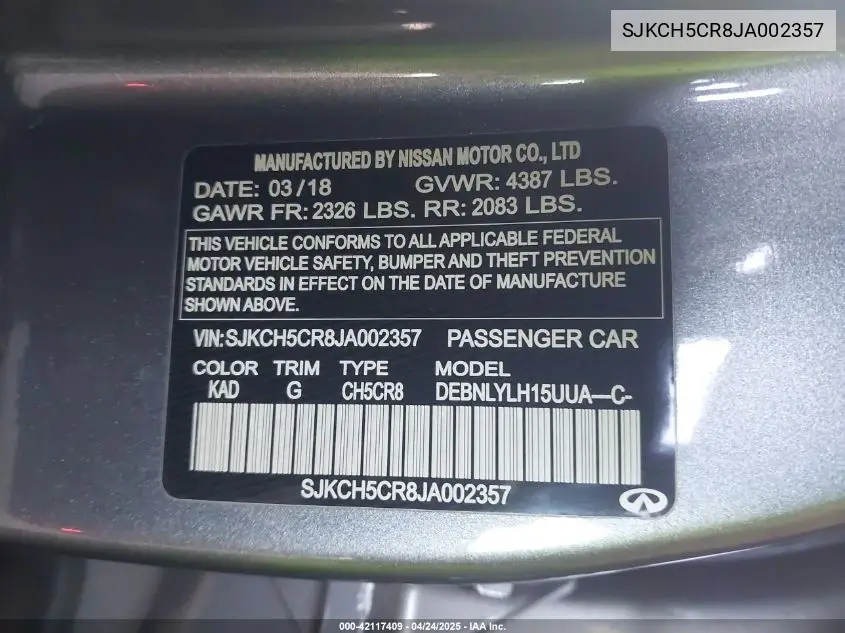 SJKCH5CR8JA002357
MANUFACTURED BY NISSAN MOTOR CO., LTD
DATE: 03/18 GVWR: 4387 LBS.
GAWR FR: 2326 LBS. RR: 2083 LBS.
THIS VEHICLE CONFORMS TO ALL APPLICABLE FEDERAL
MOTOR VEHICLE SAFETY, BUMPER AND THEFT PREVENTION
STANDARDS IN EFFECT ON THE DATE OF MANUFACTURE
SHOWN ABOVE.
VIN:SJKCH5CR8JA002357 PASSENGER CAR
COLOR TRIM TYPE MODEL
KAD G CH5CR8 DEBNLYLH15UUA—C-
SJKCH5CR8JA002357
000-42117409 - 04/24/2025 - IAA Inc.